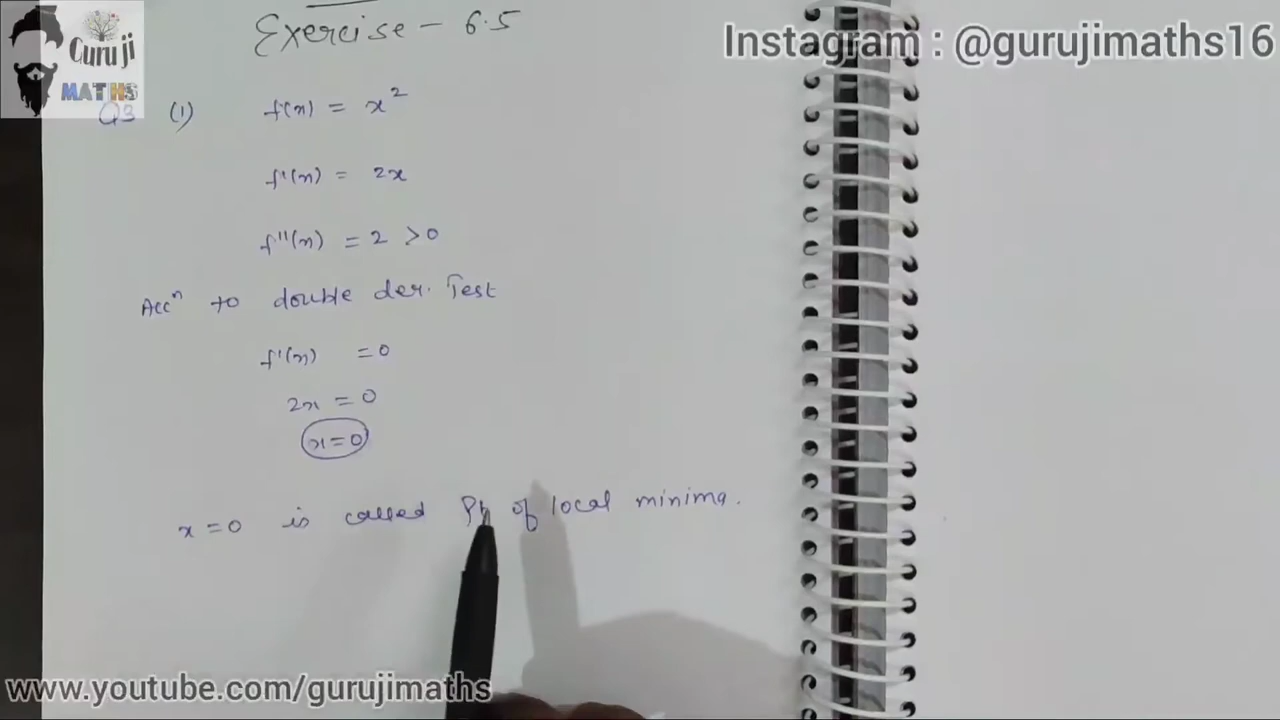 Exercise - 6.5
Instagram : @gurujimaths16
Guru ji
MATHS
Q3 (1) f(x) = x²
f'(x) = 2x
f''(x) = 2 >0
Accⁿ to double der. Test
f'(x) =0
2x = 0
x=0
x=0 is called Pt of local minima.
www.youtube.com/gurujimaths